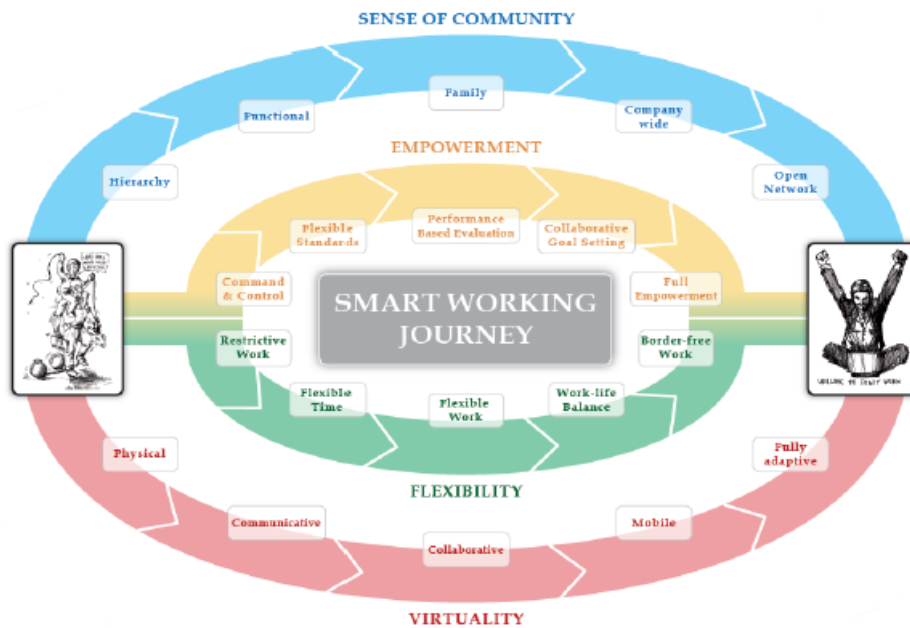 SENSE OF COMMUNITY
Hierarchy
Functional
Family
Company
wide
Open
Network
EMPOWERMENT
Command
& Control
Flexible
Standards
Performance
Based Evaluation
Collaborative
Goal Setting
Full
Empowerment
SMART WORKING
JOURNEY
Restrictive
Work
Flexible
Time
Flexible
Work
Work-life
Balance
Border-free
Work
FLEXIBILITY
Physical
Communicative
Collaborative
Mobile
Fully
adaptive
VIRTUALITY